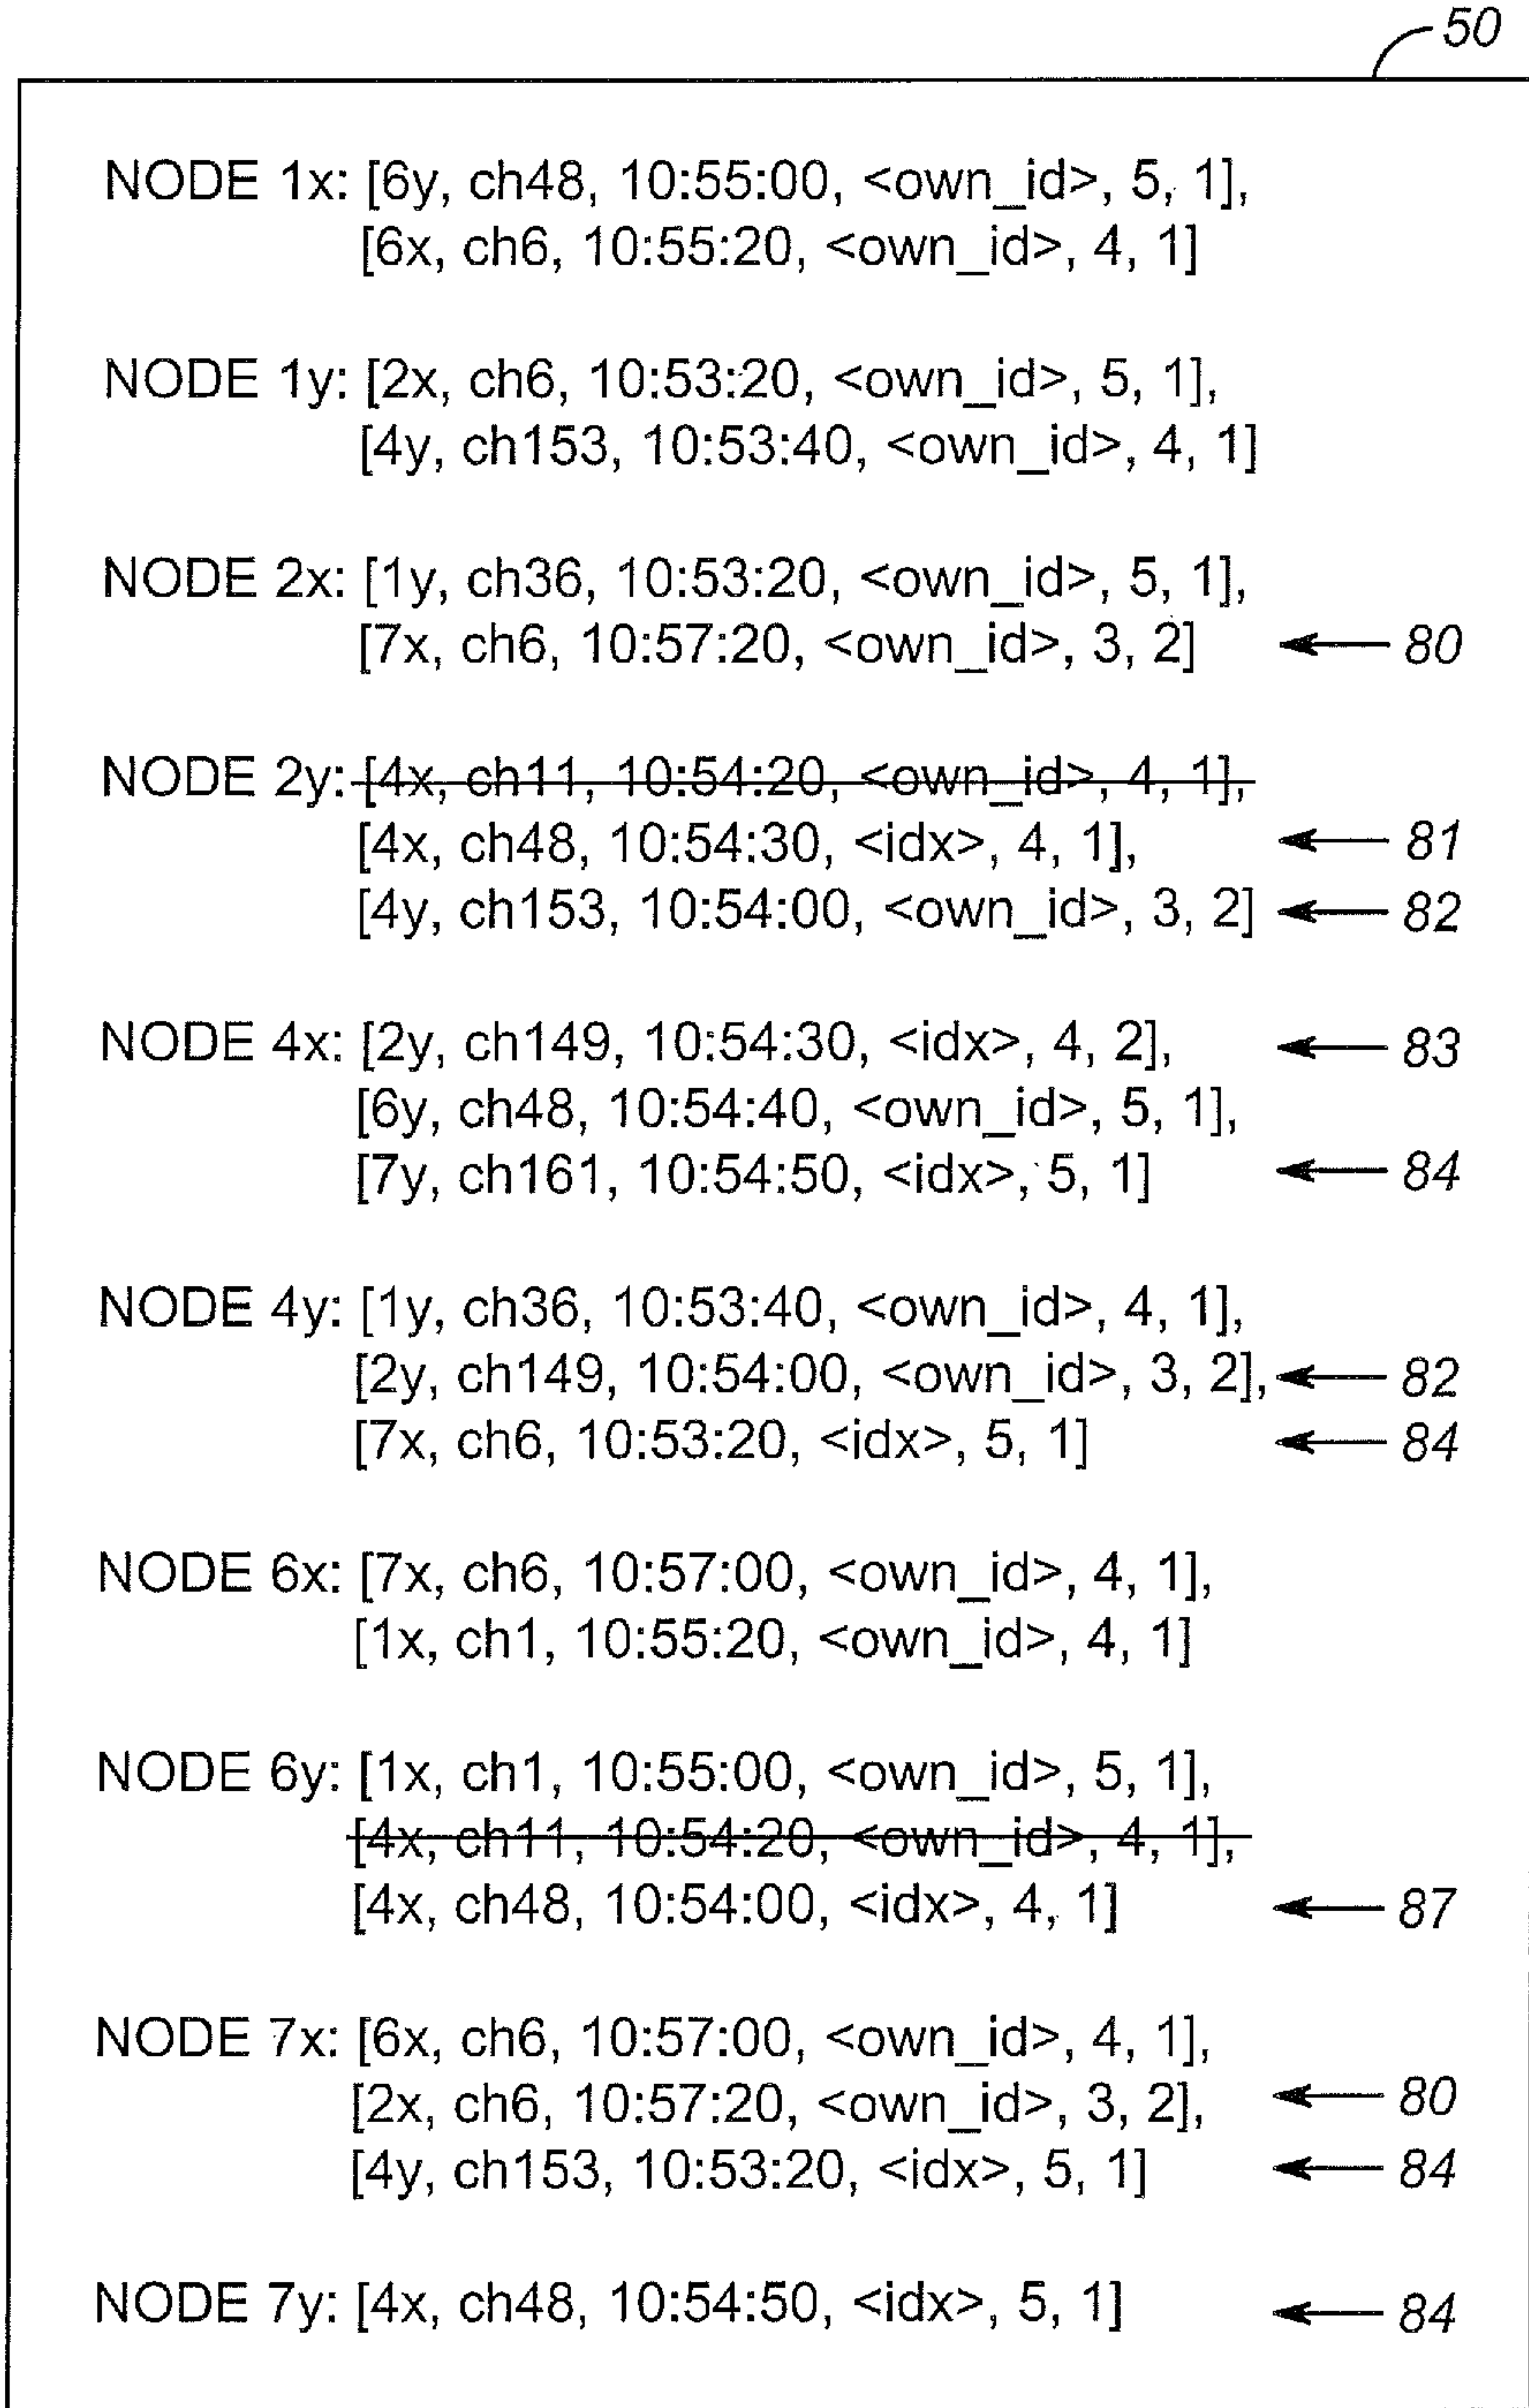 50
NODE 1x: [6y, ch48, 10:55:00, <own_id>, 5, 1],
[6x, ch6, 10:55:20, <own_id>, 4, 1]
NODE 1y: [2x, ch6, 10:53:20, <own_id>, 5, 1],
[4y, ch153, 10:53:40, <own_id>, 4, 1]
NODE 2x: [1y, ch36, 10:53:20, <own_id>, 5, 1],
[7x, ch6, 10:57:20, <own_id>, 3, 2] 80
NODE 2y: [4x, ch11, 10:54:20, <own_id>, 4, 1],
[4x, ch48, 10:54:30, <idx>, 4, 1], 81
[4y, ch153, 10:54:00, <own_id>, 3, 2] 82
NODE 4x: [2y, ch149, 10:54:30, <idx>, 4, 2], 83
[6y, ch48, 10:54:40, <own_id>, 5, 1],
[7y, ch161, 10:54:50, <idx>, 5, 1] 84
NODE 4y: [1y, ch36, 10:53:40, <own_id>, 4, 1],
[2y, ch149, 10:54:00, <own_id>, 3, 2], 82
[7x, ch6, 10:53:20, <idx>, 5, 1] 84
NODE 6x: [7x, ch6, 10:57:00, <own_id>, 4, 1],
[1x, ch1, 10:55:20, <own_id>, 4, 1]
NODE 6y: [1x, ch1, 10:55:00, <own_id>, 5, 1],
[4x, ch11, 10:54:20, <own_id>, 4, 1],
[4x, ch48, 10:54:00, <idx>, 4, 1] 87
NODE 7x: [6x, ch6, 10:57:00, <own_id>, 4, 1],
[2x, ch6, 10:57:20, <own_id>, 3, 2], 80
[4y, ch153, 10:53:20, <idx>, 5, 1] 84
NODE 7y: [4x, ch48, 10:54:50, <idx>, 5, 1] 84